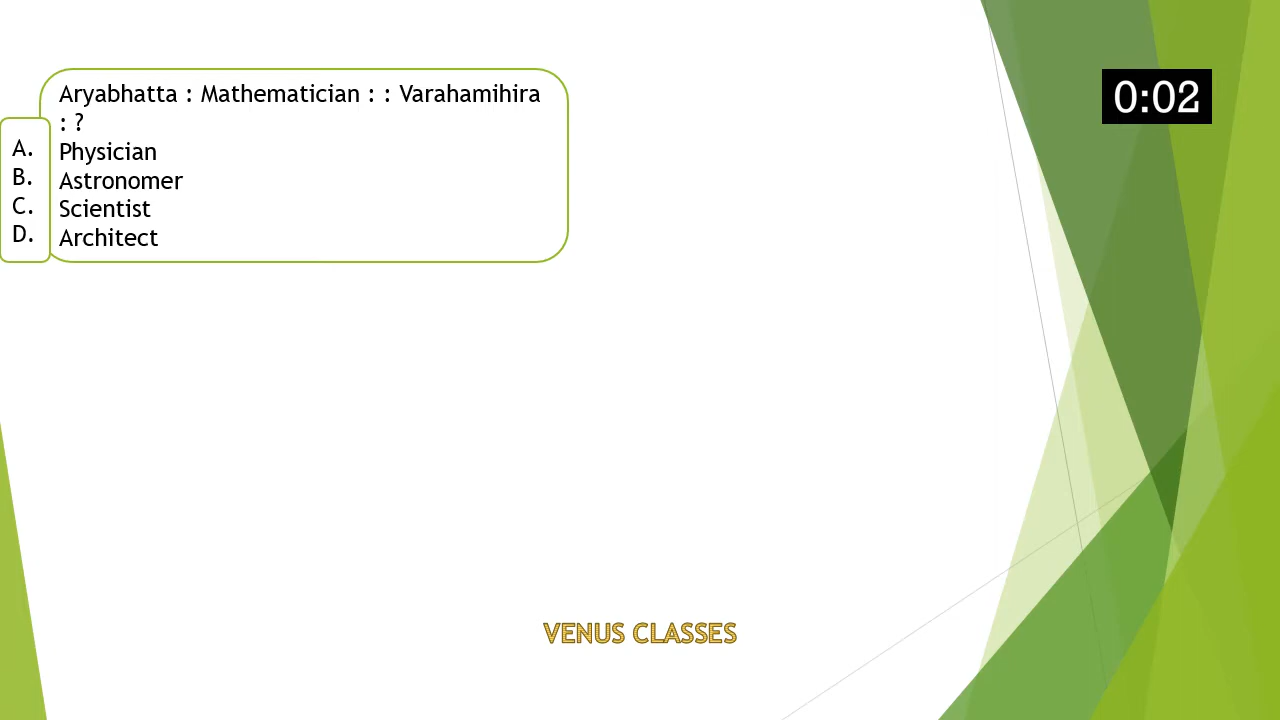 Aryabhatta : Mathematician : : Varahamihira
: ?
A. Physician
B. Astronomer
C. Scientist
D. Architect
0:02
VENUS CLASSES